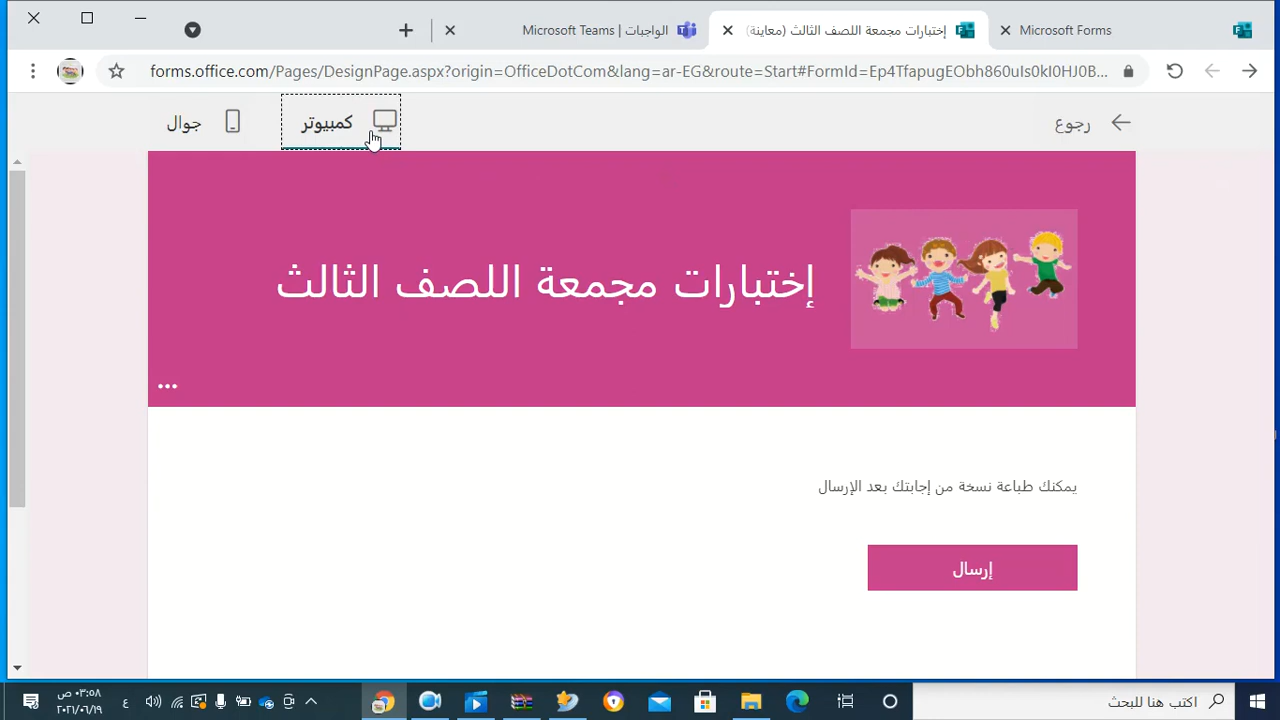 Microsoft Forms
إختبارات مجمعة اللصف الثالث (معاينة)
الواجبات | Microsoft Teams
forms.office.com/Pages/DesignPage.aspx?origin=OfficeDotCom&lang=ar-EG&route=Start#FormId=Ep4TfapugEObh860uIs0kI0HJ0B...
رجوع
كمبيوتر
جوال
إختبارات مجمعة اللصف الثالث
...
يمكنك طباعة نسخة من إجابتك بعد الإرسال
إرسال
اكتب هنا للبحث
ع
٠٣:٥٨ ص
٢٠٢١/٠٦/١٩